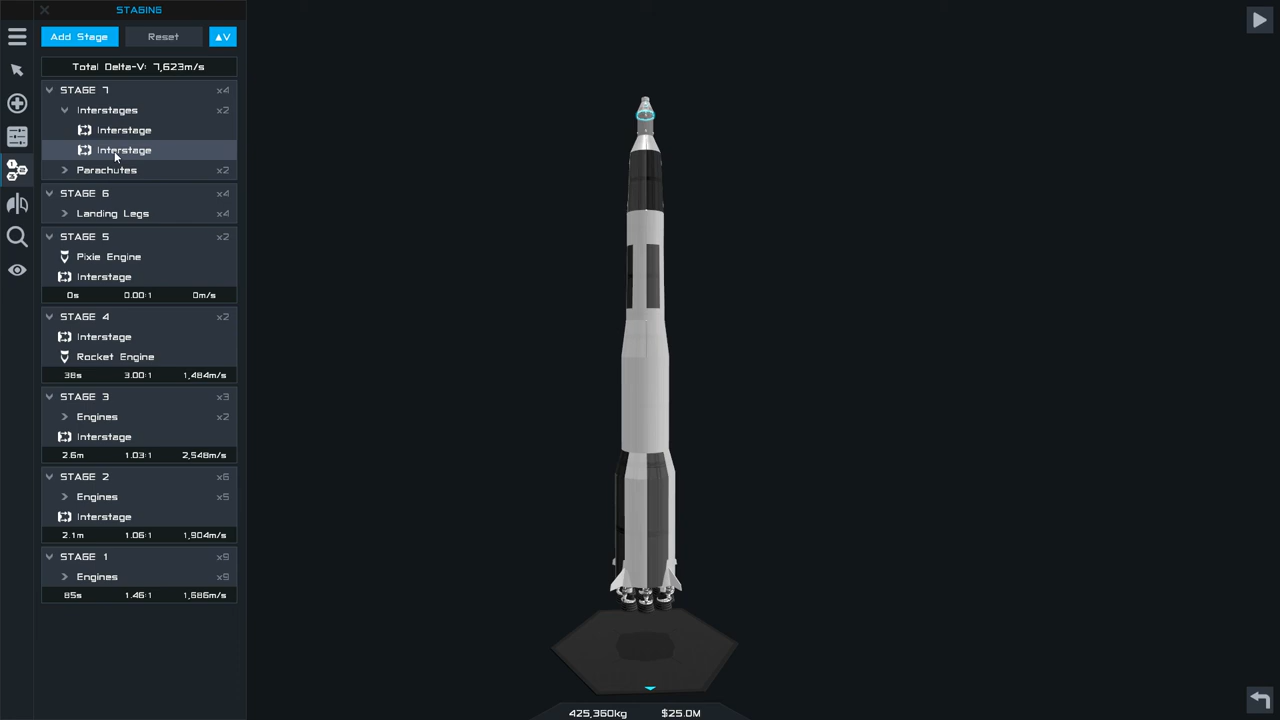 STAGING
Add Stage Reset ▲V
Total Delta-V: 7,623m/s
STAGE 7 x4
Interstages x2
Interstage
Interstage
Parachutes x2
STAGE 6 x4
Landing Legs x4
STAGE 5 x2
Pixie Engine
Interstage
0s 0.00:1 0m/s
STAGE 4 x2
Interstage
Rocket Engine
38s 3.00:1 1,484m/s
STAGE 3 x3
Engines x2
Interstage
2.6m 1.03:1 2,548m/s
STAGE 2 x6
Engines x5
Interstage
2.1m 1.06:1 1,904m/s
STAGE 1 x9
Engines x9
85s 1.46:1 1,686m/s
425,360kg $25.0M